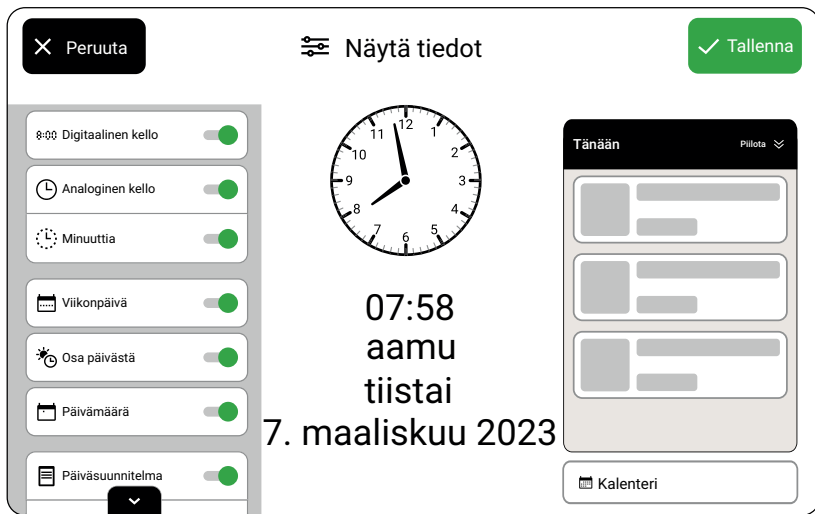 Peruuta
Näytä tiedot
Tallenna
8:00 Digitaalinen kello
Analoginen kello
Minuuttia
Viikonpäivä
Osa päivästä
Päivämäärä
Päiväsuunnitelma
12
1
2
3
4
5
6
7
8
9
10
11
07:58
aamu
tiistai
7. maaliskuu 2023
Tänään Piilota
Kalenteri